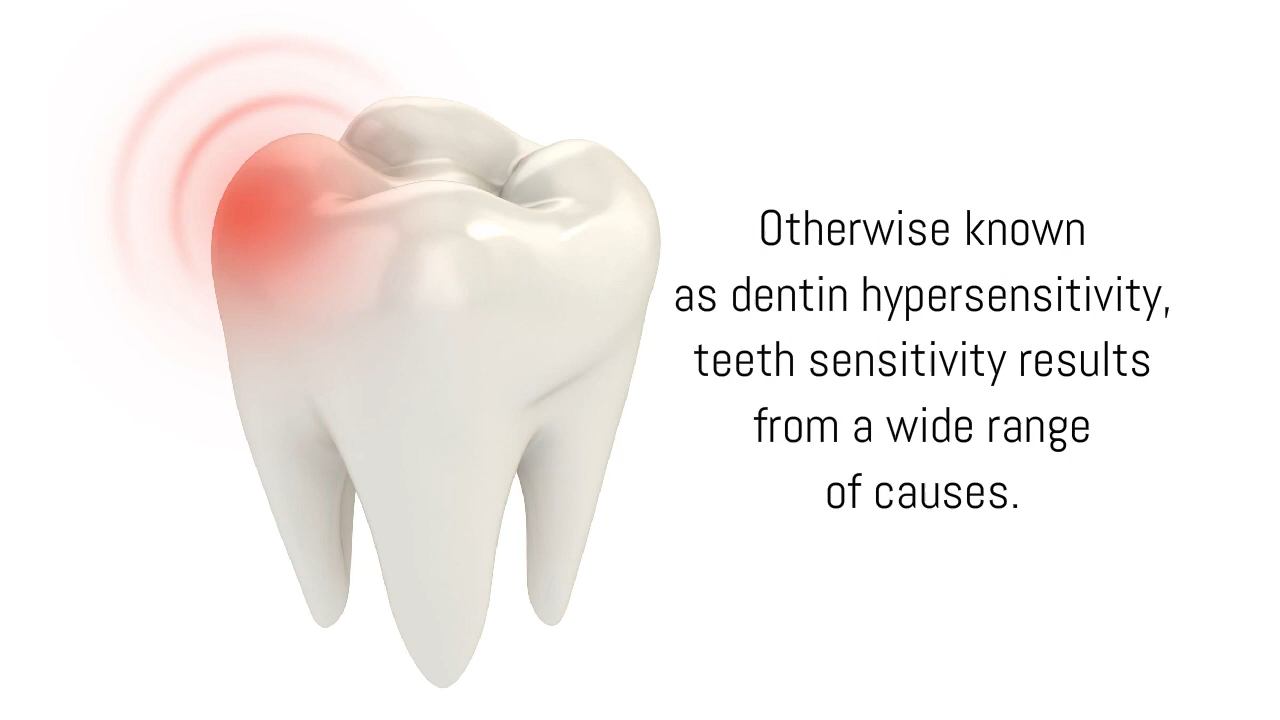 Otherwise known
as dentin hypersensitivity,
teeth sensitivity results
from a wide range
of causes.